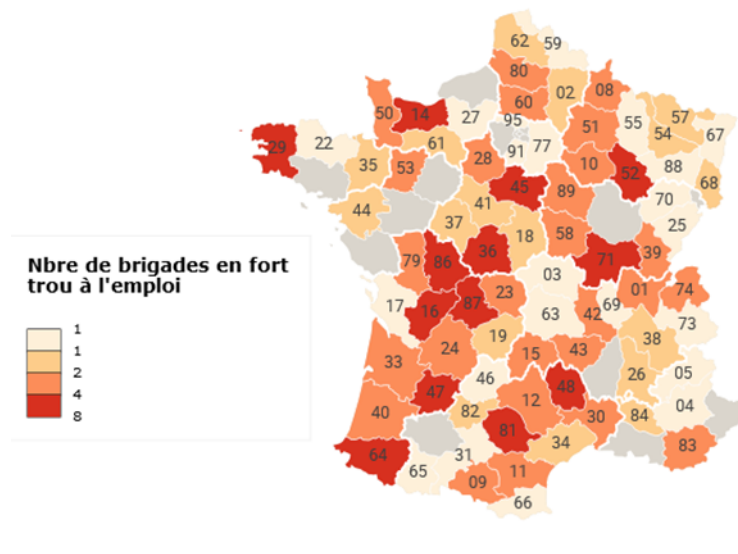 62 59
80
02 08
60
50 14 27 95 51 55 57
54 67
29 22 61 91 77
35 53 28 10 52 88 68
45 89
44 41 70
37 18 58 25
Nbre de brigades en fort
trou à l'emploi
79 86 36 71 39
03
17 16 87 23 01 74
63 42 69 73
1
1
2
4
8
33 24 19 15 43 38
47 46 48 26 05
40 82 12 30 84 04
81 34 83
64 65 31
09 11
66